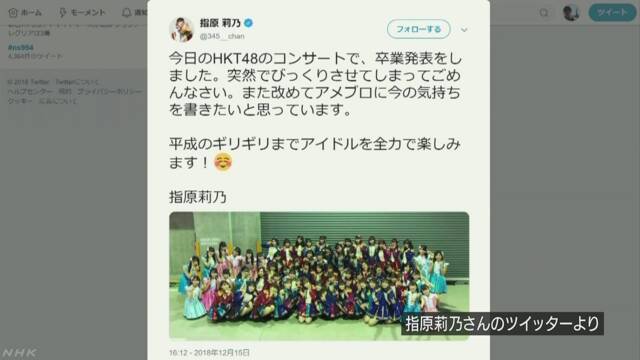 ホーム
モーメント
通知
ツイート
レグリア03濤
#ns954
4,364件のツイート
© 2018 Twitter Twitterについて
ヘルプセンター 規約 プライバシーポリシー
クッキー 広告について
指原 莉乃
@345__chan
フォローする
今日のHKT48のコンサートで、卒業発表をし
ました。突然でびっくりさせてしまってごめ
んなさい。また改めてアメブロに今の気持ち
を書きたいと思っています。
平成のギリギリまでアイドルを全力で楽しみ
ます！☺️
指原莉乃
16:12 - 2018年12月15日
指原莉乃さんのツイッターより
NHK